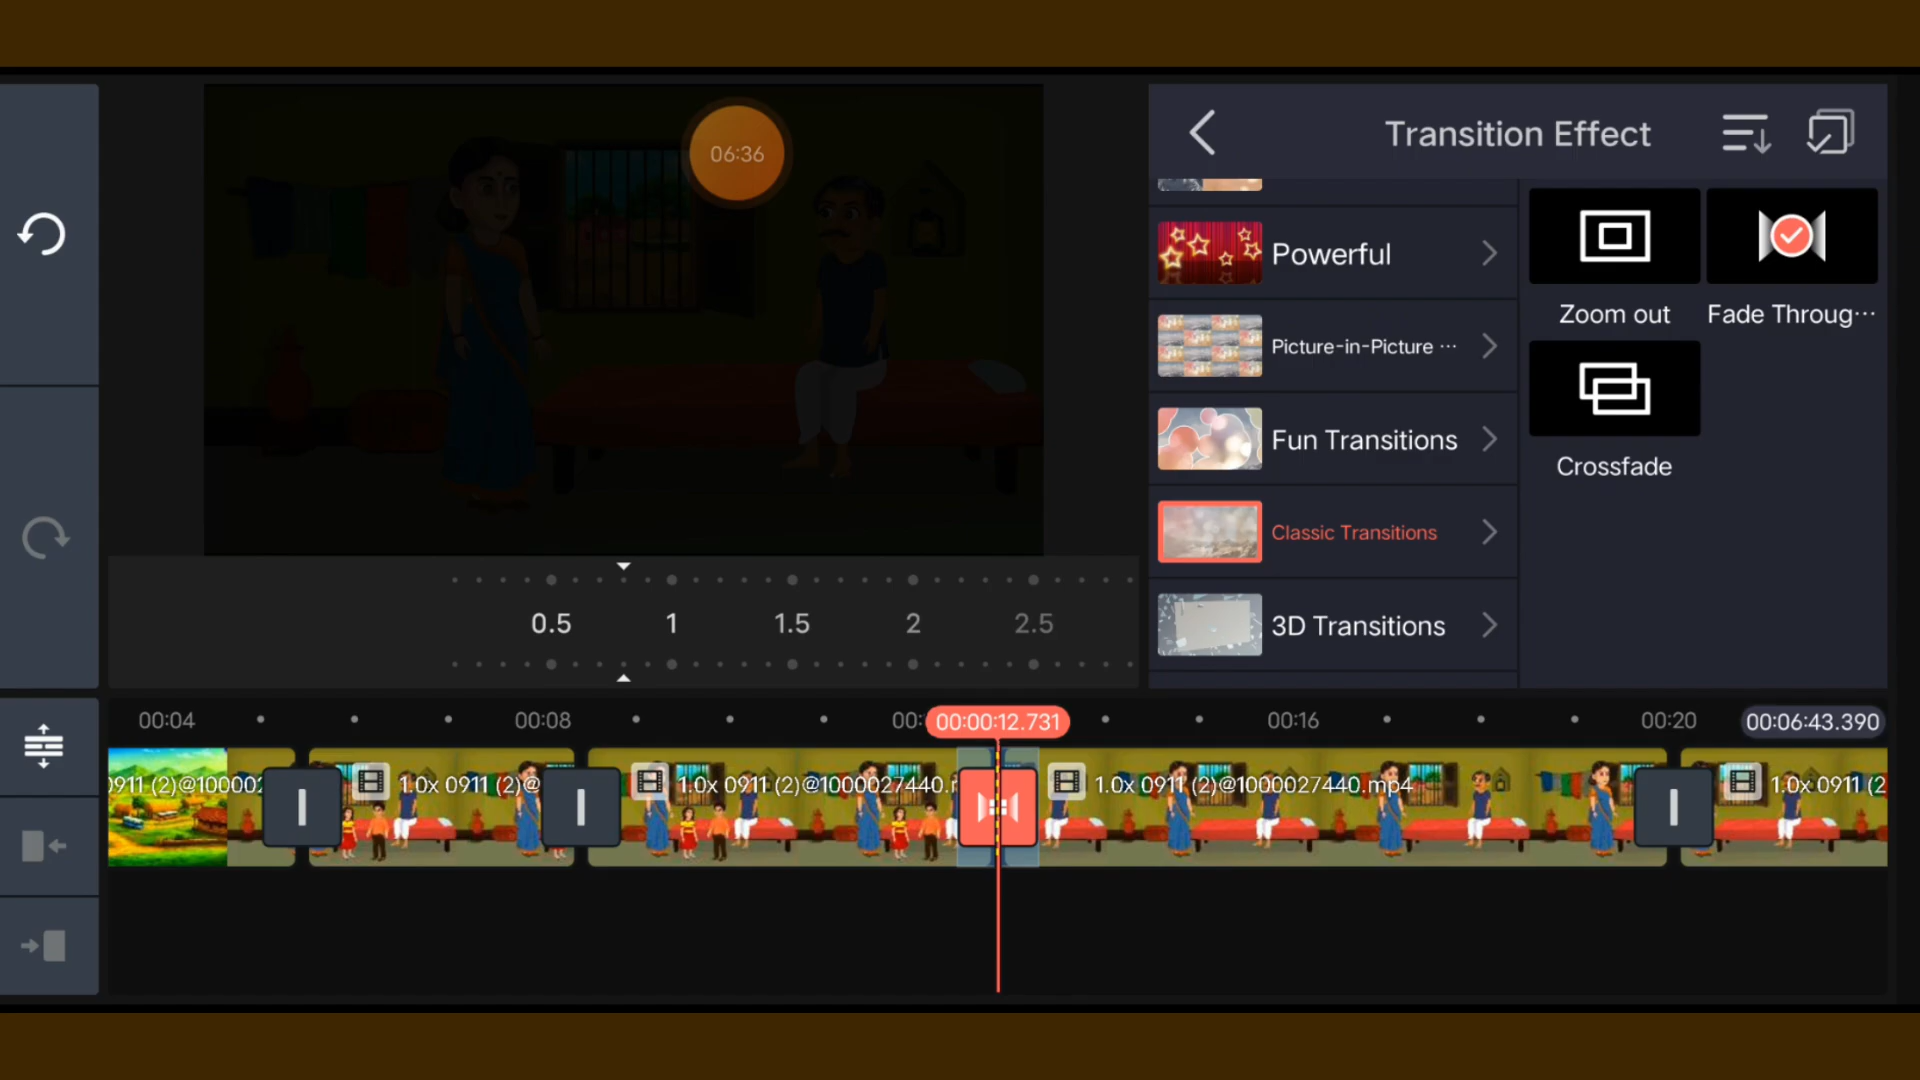 06:36
Transition Effect
Powerful
Picture-in-Picture ···
Fun Transitions
Classic Transitions
3D Transitions
Zoom out
Fade Throug···
Crossfade
0.5 1 1.5 2 2.5
00:04 00:08 00: 00:00:12.731 00:16 00:20 00:06:43.390
0911 (2)@100002 1.0x 0911 (2)@ 1.0x 0911 (2)@1000027440.m 1.0x 0911 (2)@1000027440.mp4 1.0x 0911 (2